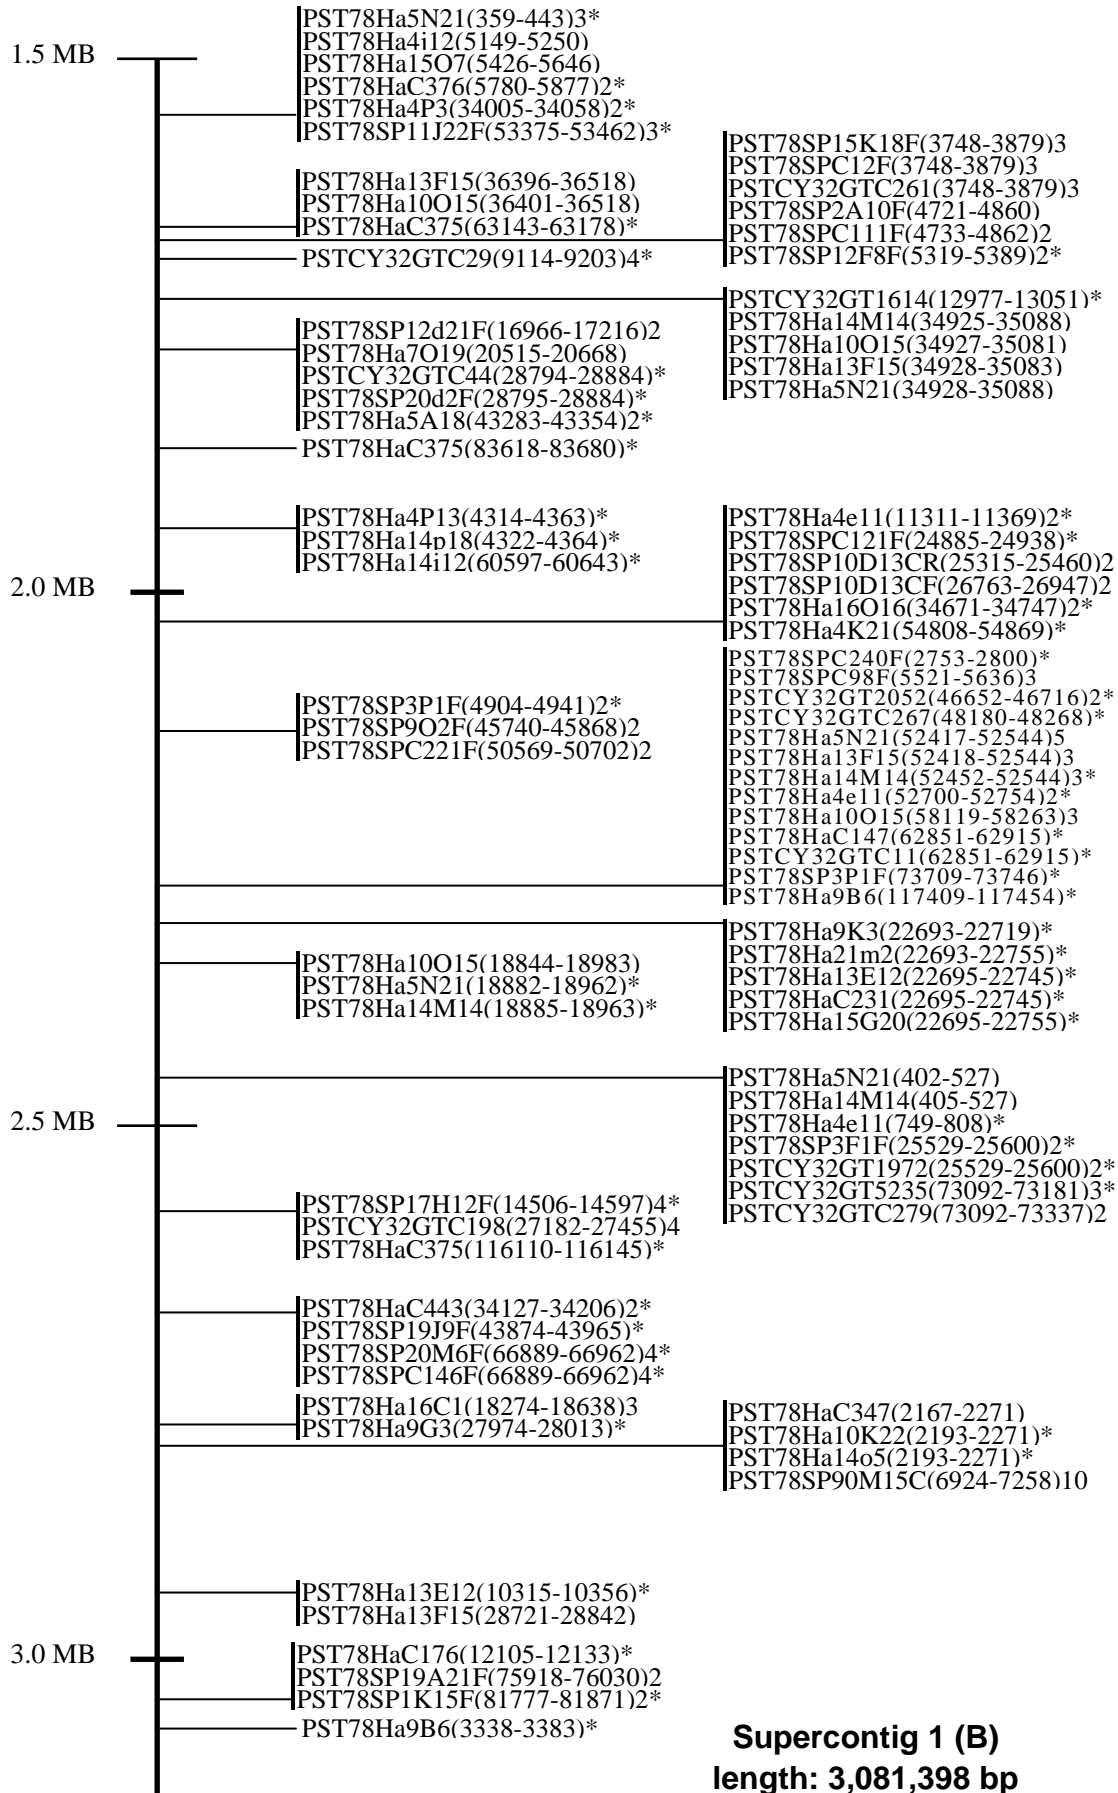 1.5 MB
PST78Ha5N21(359-443)3*
PST78Ha4i12(5149-5250)
PST78Ha15O7(5426-5646)
PST78HaC376(5780-5877)2*
PST78Ha4P3(34005-34058)2*
PST78SP11J22F(53375-53462)3*
PST78SP15K18F(3748-3879)3
PST78SPC12F(3748-3879)3
PSTCY32GTC261(3748-3879)3
PST78SP2A10F(4721-4860)
PST78SPC111F(4733-4862)2
PST78SP12F8F(5319-5389)2*
PST78Ha13F15(36396-36518)
PST78Ha10O15(36401-36518)
PST78HaC375(63143-63178)*
PSTCY32GTC29(9114-9203)4*
PSTCY32GT1614(12977-13051)*
PST78Ha14M14(34925-35088)
PST78Ha10O15(34927-35081)
PST78Ha13F15(34928-35083)
PST78Ha5N21(34928-35088)
PST78SP12d21F(16966-17216)2
PST78Ha7O19(20515-20668)
PSTCY32GTC44(28794-28884)*
PST78SP20d2F(28795-28884)*
PST78Ha5A18(43283-43354)2*
PST78HaC375(83618-83680)*
PST78Ha4P13(4314-4363)*
PST78Ha14p18(4322-4364)*
PST78Ha14i12(60597-60643)*
2.0 MB
PST78Ha4e11(11311-11369)2*
PST78SPC121F(24885-24938)*
PST78SP10D13CR(25315-25460)2
PST78SP10D13CF(26763-26947)2
PST78Ha16O16(34671-34747)2*
PST78Ha4K21(54808-54869)*
PST78SP3P1F(4904-4941)2*
PST78SP9O2F(45740-45868)2
PST78SPC221F(50569-50702)2
PST78SPC240F(2753-2800)*
PST78SPC98F(5521-5636)3
PSTCY32GT2052(46652-46716)2*
PSTCY32GTC267(48180-48268)*
PST78Ha5N21(52417-52544)5
PST78Ha13F15(52418-52544)3
PST78Ha14M14(52452-52544)3*
PST78Ha4e11(52700-52754)2*
PST78Ha10O15(58119-58263)3
PST78HaC147(62851-62915)*
PSTCY32GTC11(62851-62915)*
PST78SP3P1F(73709-73746)*
PST78Ha9B6(117409-117454)*
PST78Ha9K3(22693-22719)*
PST78Ha21m2(22693-22755)*
PST78Ha13E12(22695-22745)*
PST78HaC231(22695-22745)*
PST78Ha15G20(22695-22755)*
PST78Ha10O15(18844-18983)
PST78Ha5N21(18882-18962)*
PST78Ha14M14(18885-18963)*
2.5 MB
PST78Ha5N21(402-527)
PST78Ha14M14(405-527)
PST78Ha4e11(749-808)*
PST78SP3F1F(25529-25600)2*
PSTCY32GT1972(25529-25600)2*
PSTCY32GT5235(73092-73181)3*
PSTCY32GTC279(73092-73337)2
PST78SP17H12F(14506-14597)4*
PSTCY32GTC198(27182-27455)4
PST78HaC375(116110-116145)*
PST78HaC443(34127-34206)2*
PST78SP19J9F(43874-43965)*
PST78SP20M6F(66889-66962)4*
PST78SPC146F(66889-66962)4*
PST78Ha16C1(18274-18638)3
PST78Ha9G3(27974-28013)*
PST78HaC347(2167-2271)
PST78Ha10K22(2193-2271)*
PST78Ha14o5(2193-2271)*
PST78SP90M15C(6924-7258)10
PST78Ha13E12(10315-10356)*
PST78Ha13F15(28721-28842)
3.0 MB
PST78HaC176(12105-12133)*
PST78SP19A21F(75918-76030)2
PST78SP1K15F(81777-81871)2*
PST78Ha9B6(3338-3383)*
Supercontig 1 (B)
length: 3,081,398 bp